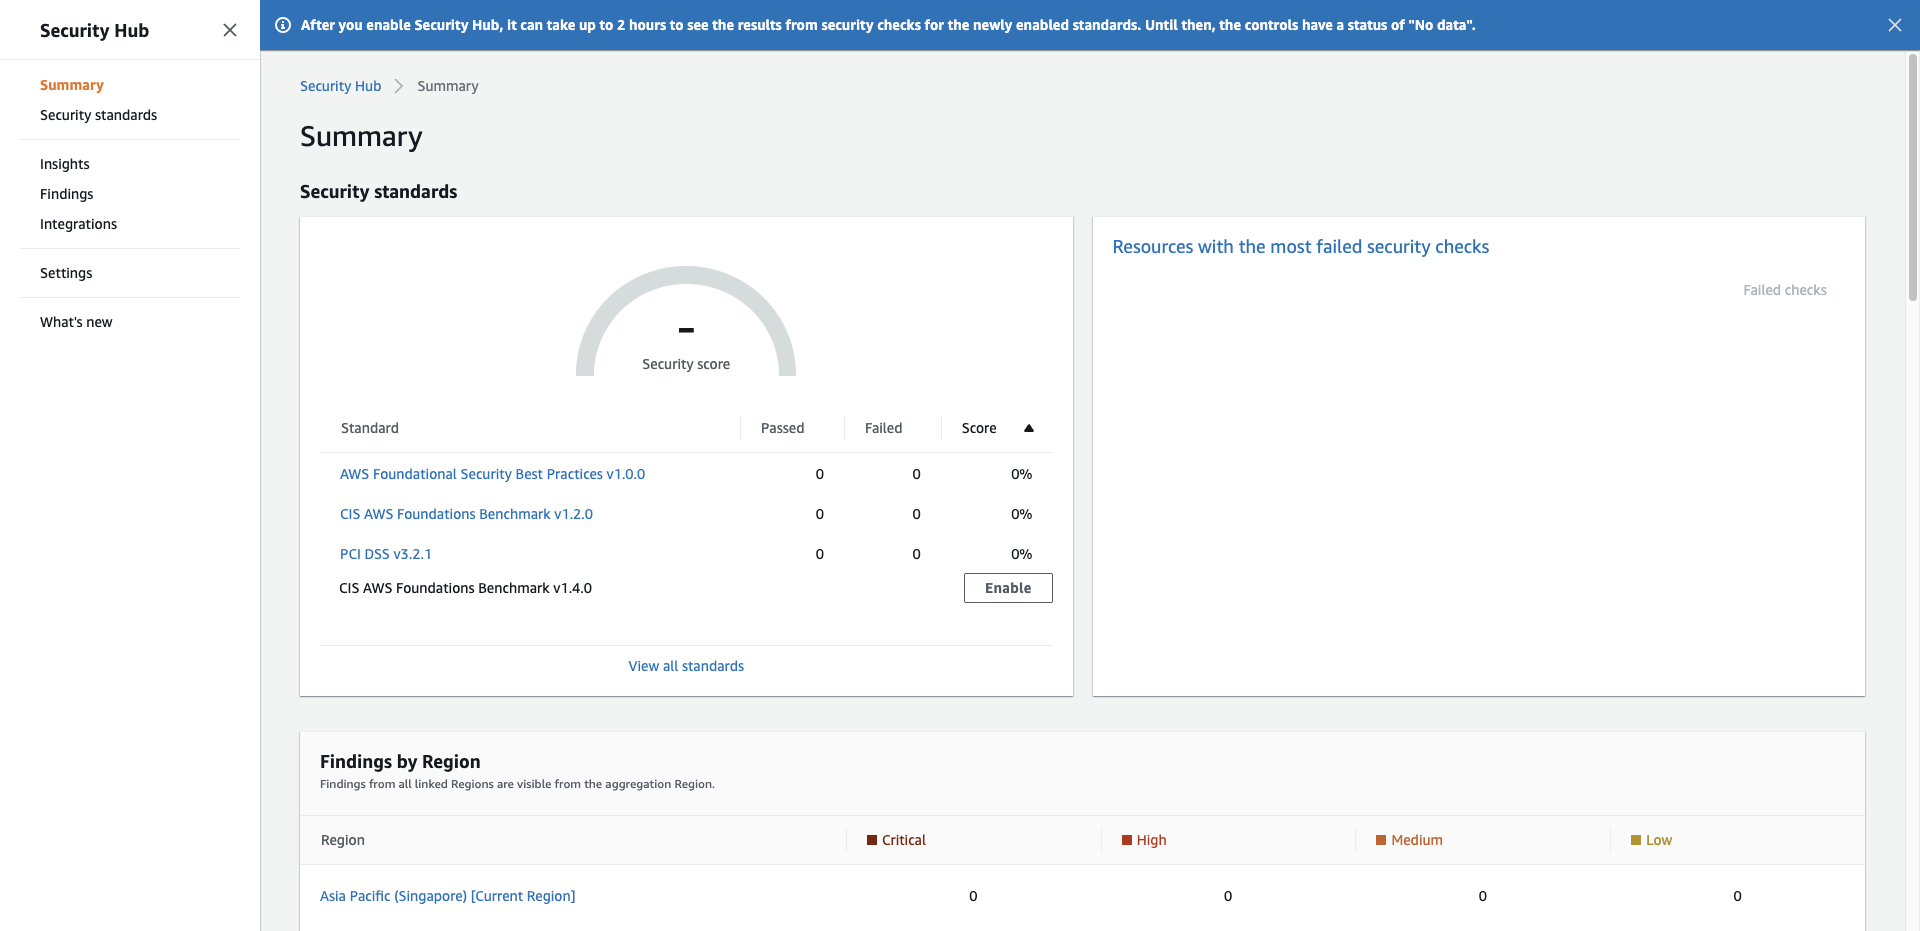 Security Hub
After you enable Security Hub, it can take up to 2 hours to see the results from security checks for the newly enabled standards. Until then, the controls have a status of "No data".
Summary
Security standards
Insights
Findings
Integrations
Settings
What's new
Security Hub Summary
Summary
Security standards
–
Security score
Standard Passed Failed Score
AWS Foundational Security Best Practices v1.0.0 0 0 0%
CIS AWS Foundations Benchmark v1.2.0 0 0 0%
PCI DSS v3.2.1 0 0 0%
CIS AWS Foundations Benchmark v1.4.0 Enable
View all standards
Resources with the most failed security checks
Failed checks
Findings by Region
Findings from all linked Regions are visible from the aggregation Region.
Region Critical High Medium Low
Asia Pacific (Singapore) [Current Region] 0 0 0 0